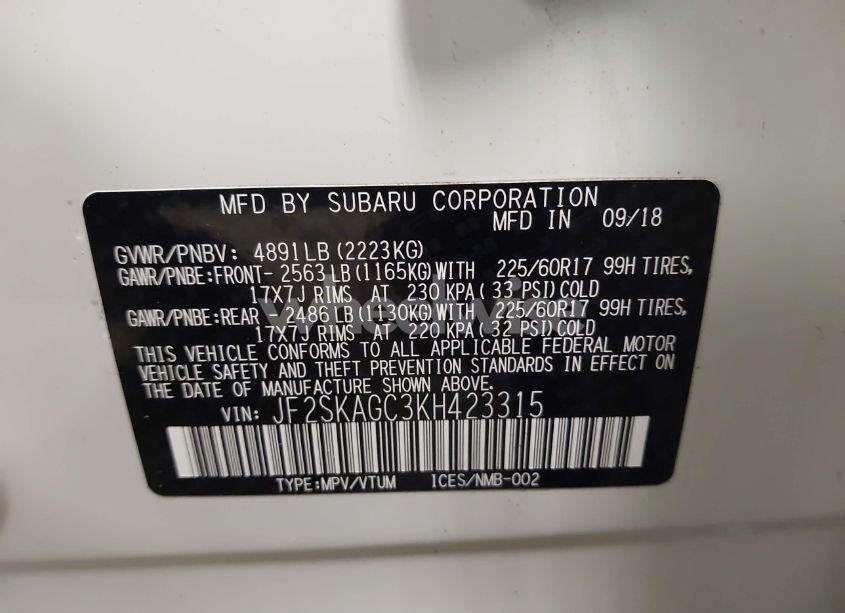 MFD BY SUBARU CORPORATION
MFD IN 09/18
GVWR/PNBV: 4891LB (2223KG)
GAWR/PNBE:FRONT- 2563 LB (1165KG) WITH 225/60R17 99H TIRES,
17X7J RIMS AT 230 KPA ( 33 PSI) COLD
GAWR/PNBE:REAR - 2486 LB (1130KG) WITH 225/60R17 99H TIRES,
17X7J RIMS AT 220 KPA ( 32 PSI) COLD
THIS VEHICLE CONFORMS TO ALL APPLICABLE FEDERAL MOTOR
VEHICLE SAFETY AND THEFT PREVENTION STANDARDS IN EFFECT ON
THE DATE OF MANUFACTURE SHOWN ABOVE.
VIN: JF2SKAGC3KH423315
TYPE:MPV/VTUM ICES/NMB-002